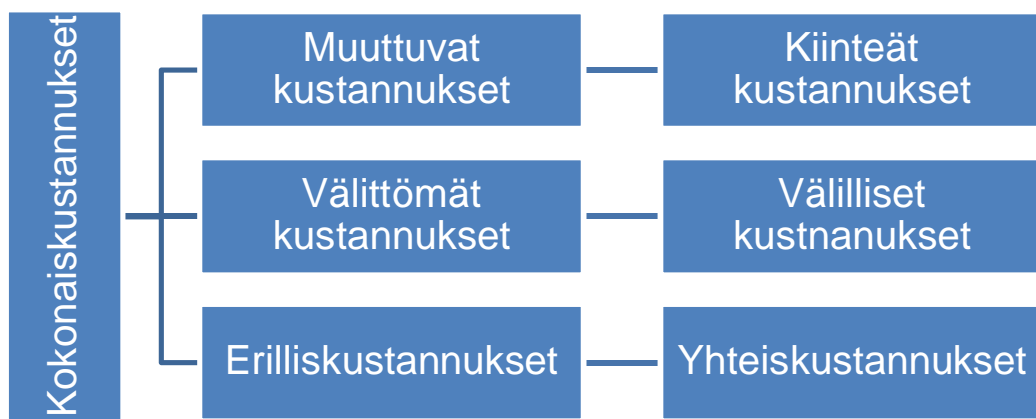 Kokonaiskustannukset
Muuttuvat
kustannukset
Kiinteät
kustannukset
Välittömät
kustannukset
Välilliset
kustnanukset
Erilliskustannukset
Yhteiskustannukset